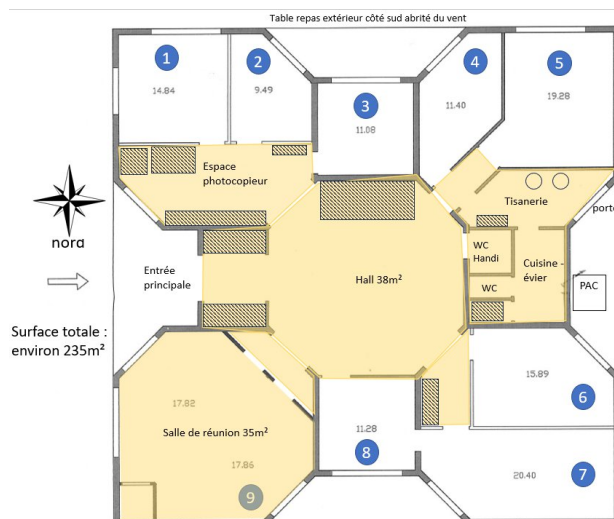 Table repas extérieur côté sud abrité du vent
1
2
4
5
14.84
9.49
3
11.40
19.28
11.08
Espace
photocopieur
Tisanerie
nord
porte
WC
Handi
Cuisine -
évier
Entrée
principale
Hall 38m²
WC
PAC
Surface totale :
environ 235m²
15.89
6
17.82
Salle de réunion 35m²
11.28
8
17.86
9
20.40
7